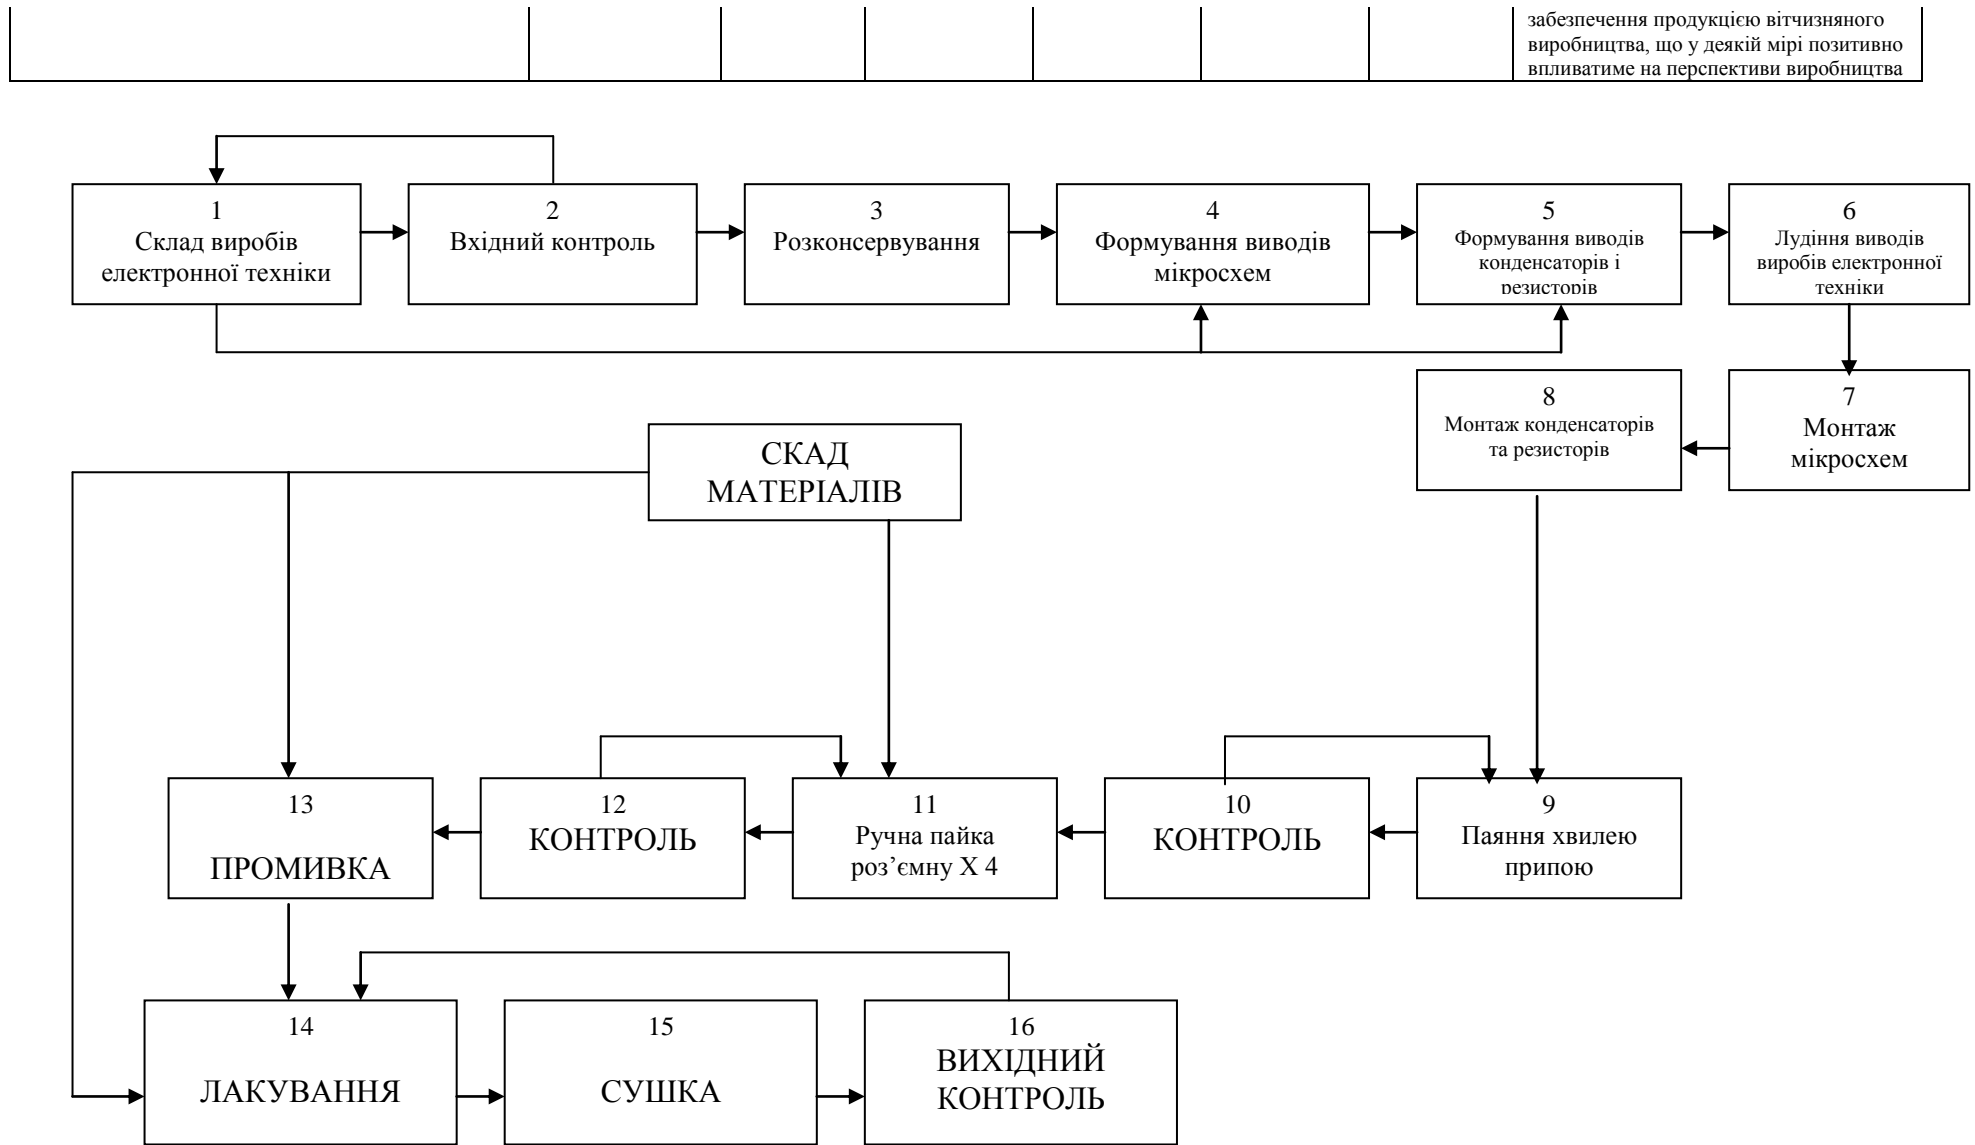 забезпечення продукцією вітчизняного
виробництва, що у деякій мірі позитивно
впливатиме на перспективи виробництва
1
Склад виробів
електронної техніки
2
Вхідний контроль
3
Розконсервування
4
Формування виводів
мікросхем
5
Формування виводів
конденсаторів і
резисторів
6
Лудіння виводів
виробів електронної
техніки
7
Монтаж
мікросхем
8
Монтаж конденсаторів
та резисторів
СКАД
МАТЕРІАЛІВ
13
ПРОМИВКА
12
КОНТРОЛЬ
11
Ручна пайка
роз’ємну Х 4
10
КОНТРОЛЬ
9
Паяння хвилею
припою
14
ЛАКУВАННЯ
15
СУШКА
16
ВИХІДНИЙ
КОНТРОЛЬ